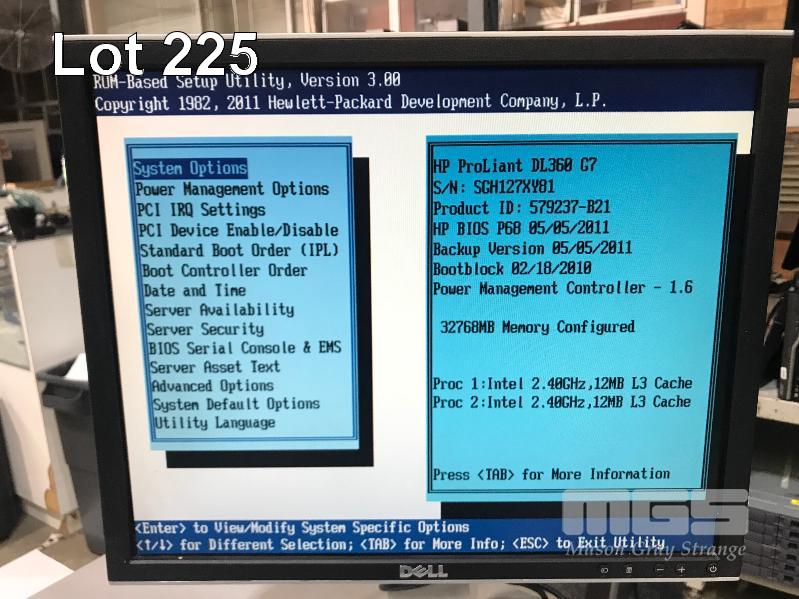 Lot 225
ROM-Based Setup Utility, Version 3.00
Copyright 1982, 2011 Hewlett-Packard Development Company, L.P.
System Options
Power Management Options
PCI IRQ Settings
PCI Device Enable/Disable
Standard Boot Order (IPL)
Boot Controller Order
Date and Time
Server Availability
Server Security
BIOS Serial Console & EMS
Server Asset Text
Advanced Options
System Default Options
Utility Language
HP ProLiant DL360 G7
S/N: SGH127XY81
Product ID: 579237-B21
HP BIOS P68 05/05/2011
Backup Version 05/05/2011
Bootblock 02/18/2010
Power Management Controller - 1.6
32768MB Memory Configured
Proc 1:Intel 2.40GHz,12MB L3 Cache
Proc 2:Intel 2.40GHz,12MB L3 Cache
Press <TAB> for More Information
<Enter> to View/Modify System Specific Options
<↑/↓> for Different Selection; <TAB> for More Info; <ESC> to Exit Utility
MGS
Mason Gray Strange
DELL